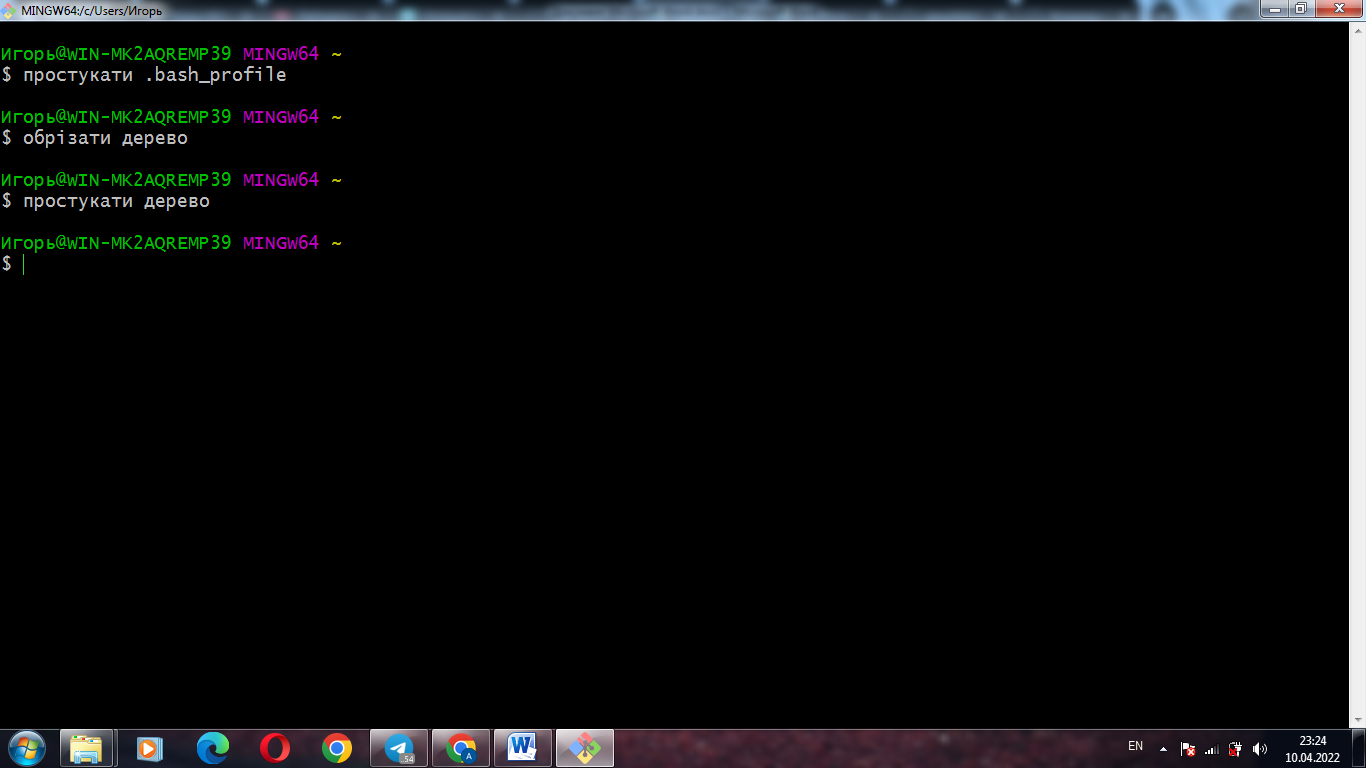 MINGW64:/c/Users/Игорь
Игорь@WIN-MK2AQREMP39 MINGW64 ~
$ простукати .bash_profile
Игорь@WIN-MK2AQREMP39 MINGW64 ~
$ обрізати дерево
Игорь@WIN-MK2AQREMP39 MINGW64 ~
$ простукати дерево
Игорь@WIN-MK2AQREMP39 MINGW64 ~
$
.54
A
W
EN
23:24
10.04.2022